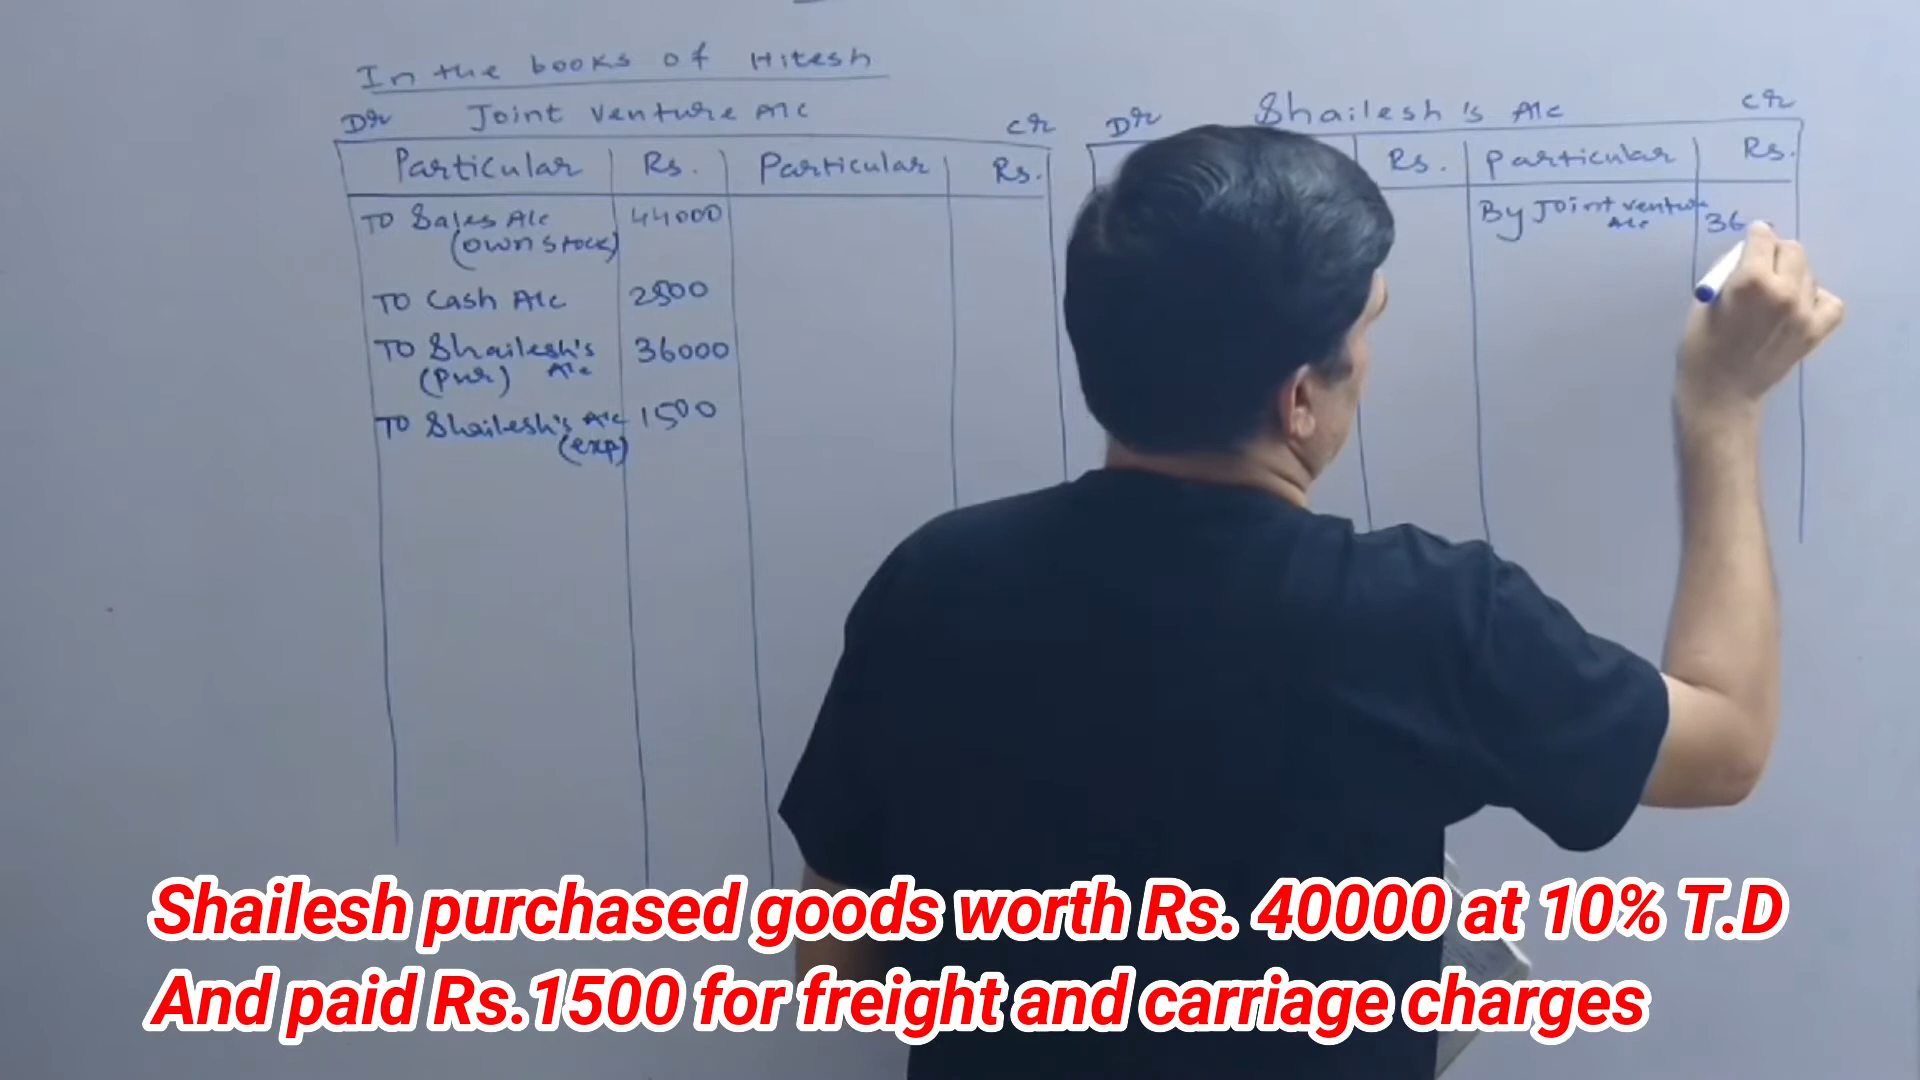 In the books of Hitesh
Dr Joint Venture A/c Cr
Particular Rs. Particular Rs.
TO Sales A/c 44000
(own stock)
TO Cash A/c 2500
TO Shailesh's 36000
(pur) A/c
TO Shailesh's A/c 1500
(exp)
Dr Shailesh's A/c Cr
Rs. Particular Rs.
By Joint venture
A/c 36
Shailesh purchased goods worth Rs. 40000 at 10% T.D
And paid Rs.1500 for freight and carriage charges